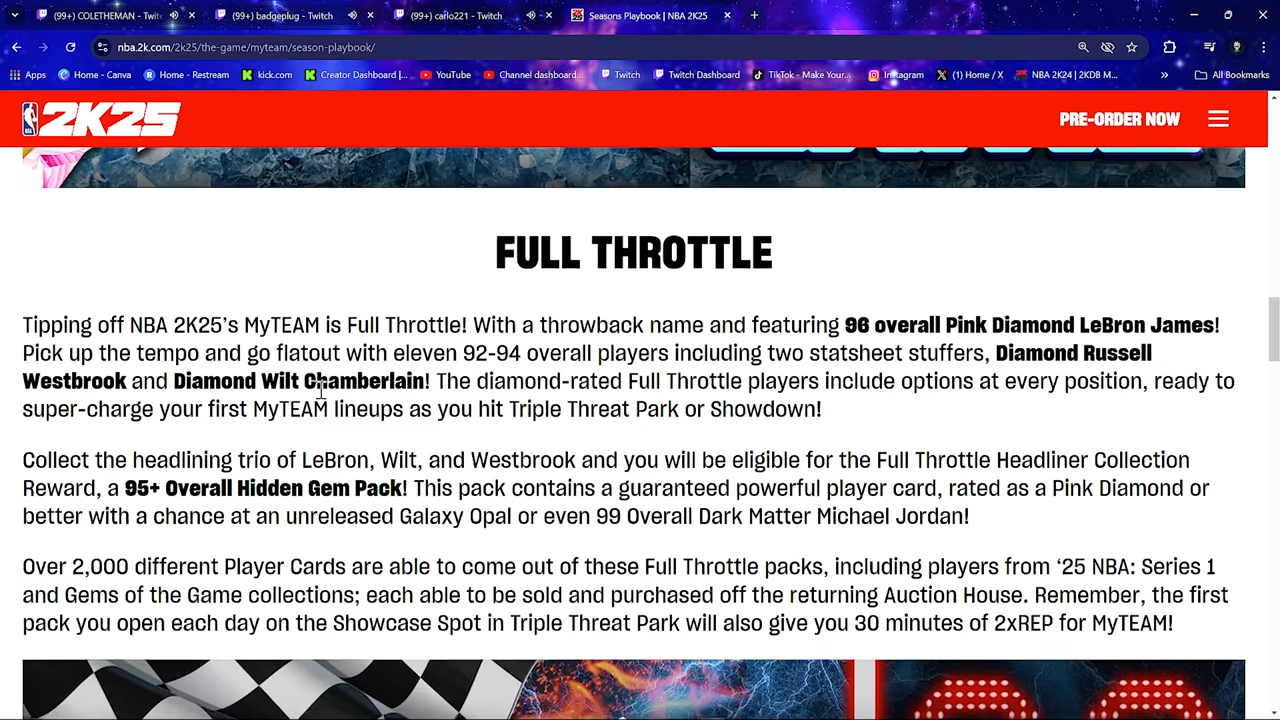 (99+) COLETHEMAN - Twitc
(99+) badgeplug - Twitch
(99+) carlo221 - Twitch
Seasons Playbook | NBA 2K25
nba.2k.com/2k25/the-game/myteam/season-playbook/
Apps
Home - Canva
Home - Restream
kick.com
Creator Dashboard |...
YouTube
Channel dashboard...
Twitch
Twitch Dashboard
TikTok - Make Your...
Instagram
(1) Home / X
NBA 2K24 | 2KDB M...
All Bookmarks
2K25
PRE-ORDER NOW
FULL THROTTLE
Tipping off NBA 2K25’s MyTEAM is Full Throttle! With a throwback name and featuring 96 overall Pink Diamond LeBron James!
Pick up the tempo and go flatout with eleven 92-94 overall players including two statsheet stuffers, Diamond Russell
Westbrook and Diamond Wilt Chamberlain! The diamond-rated Full Throttle players include options at every position, ready to
super-charge your first MyTEAM lineups as you hit Triple Threat Park or Showdown!
Collect the headlining trio of LeBron, Wilt, and Westbrook and you will be eligible for the Full Throttle Headliner Collection
Reward, a 95+ Overall Hidden Gem Pack! This pack contains a guaranteed powerful player card, rated as a Pink Diamond or
better with a chance at an unreleased Galaxy Opal or even 99 Overall Dark Matter Michael Jordan!
Over 2,000 different Player Cards are able to come out of these Full Throttle packs, including players from ‘25 NBA: Series 1
and Gems of the Game collections; each able to be sold and purchased off the returning Auction House. Remember, the first
pack you open each day on the Showcase Spot in Triple Threat Park will also give you 30 minutes of 2xREP for MyTEAM!